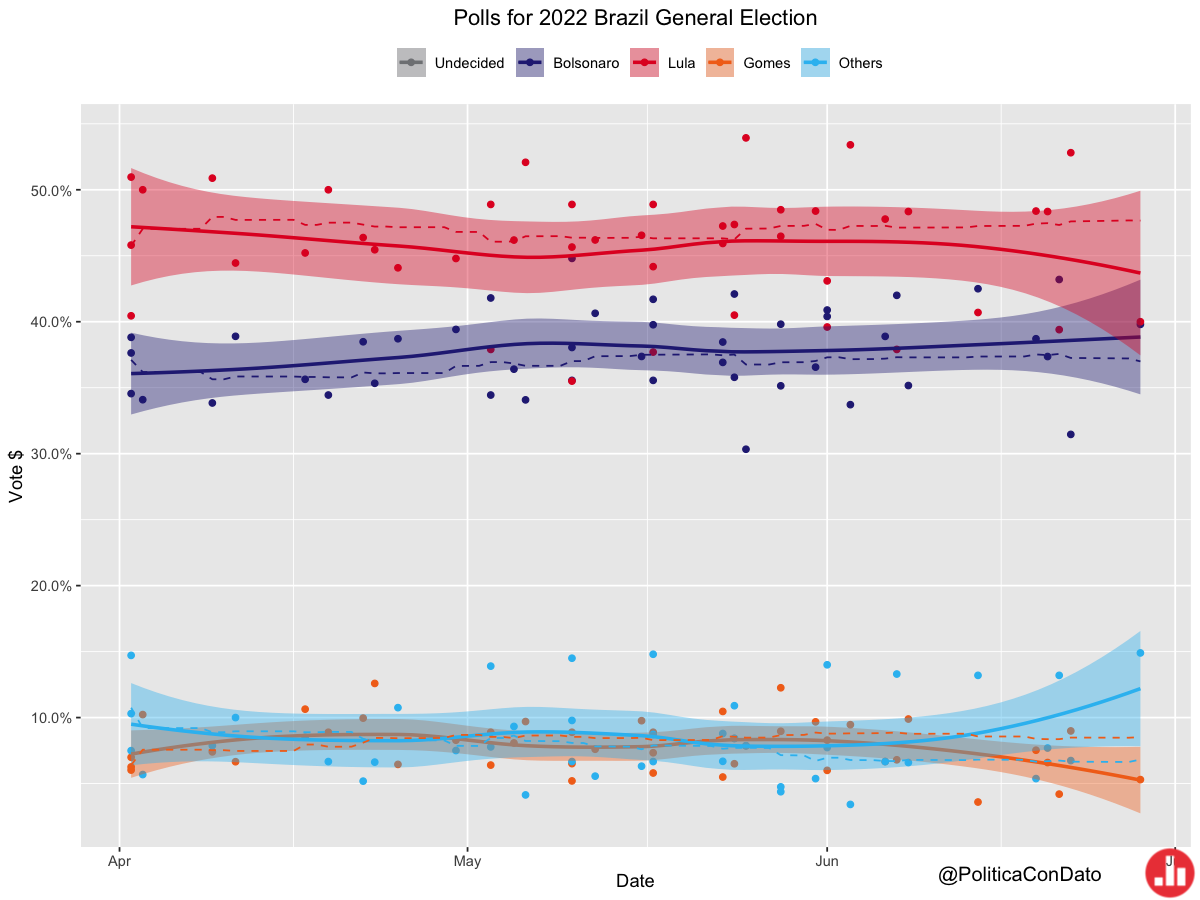 Polls for 2022 Brazil General Election
Undecided Bolsonaro Lula Gomes Others
50.0%
40.0%
30.0%
20.0%
10.0%
Vote $
Apr May Jun
Date
@PoliticaConDato